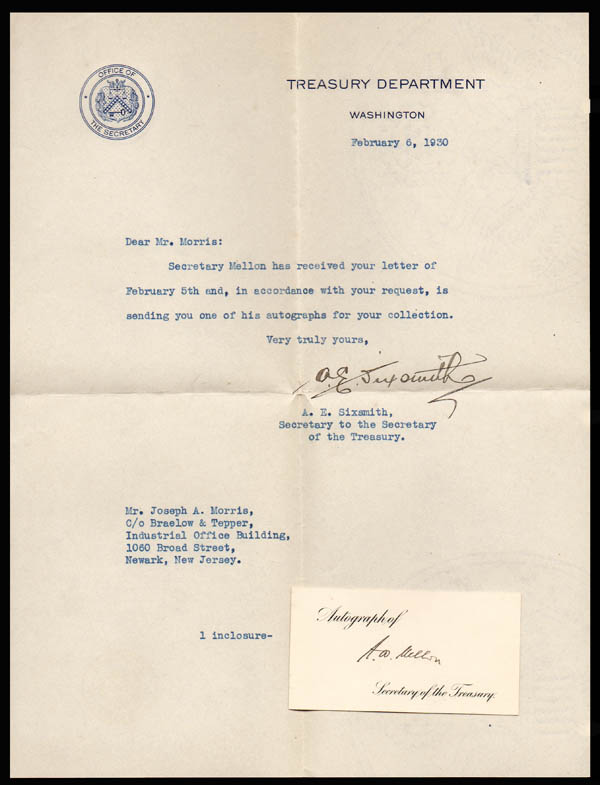 OFFICE OF
THE SECRETARY
TREASURY DEPARTMENT
WASHINGTON
February 6, 1930
Dear Mr. Morris:
Secretary Mellon has received your letter of
February 5th and, in accordance with your request, is
sending you one of his autographs for your collection.
Very truly yours,
A. E. Sixsmith
A. E. Sixsmith,
Secretary to the Secretary
of the Treasury.
Mr. Joseph A. Morris,
C/o Braelow & Tepper,
Industrial Office Building,
1060 Broad Street,
Newark, New Jersey.
1 inclosure-
Autograph of
A. W. Mellon
Secretary of the Treasury.